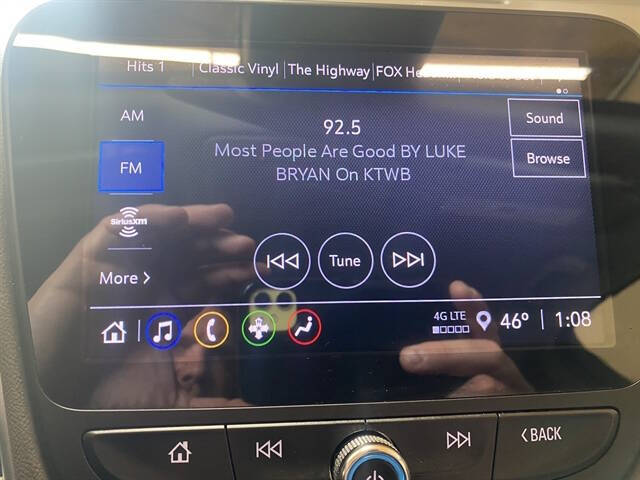 Hits 1 Classic Vinyl The Highway FOX
AM
92.5
Sound
Most People Are Good BY LUKE
BRYAN On KTWB
Browse
FM
SiriusXM
Tune
More >
4G LTE
46° 1:08
< BACK